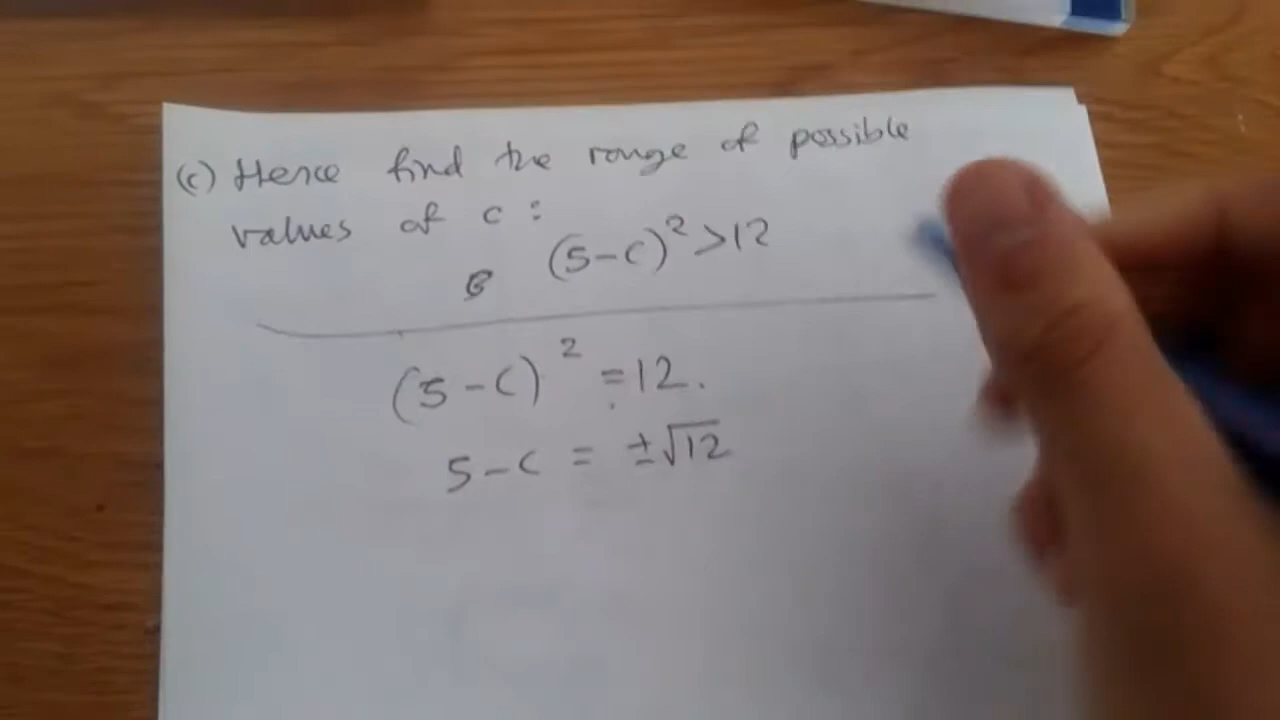 (c) Hence find the range of possible
values of c :
(5-c)²>12
(5-c)² =12.
5-c = ±√12